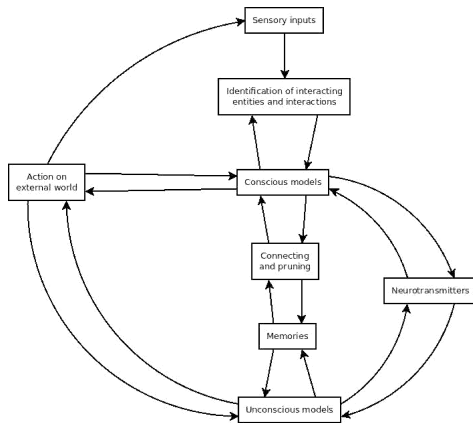 Sensory inputs
Identification of interacting
entities and interactions
Action on
external world
Conscious models
Connecting
and pruning
Neurotransmitters
Memories
Unconscious models